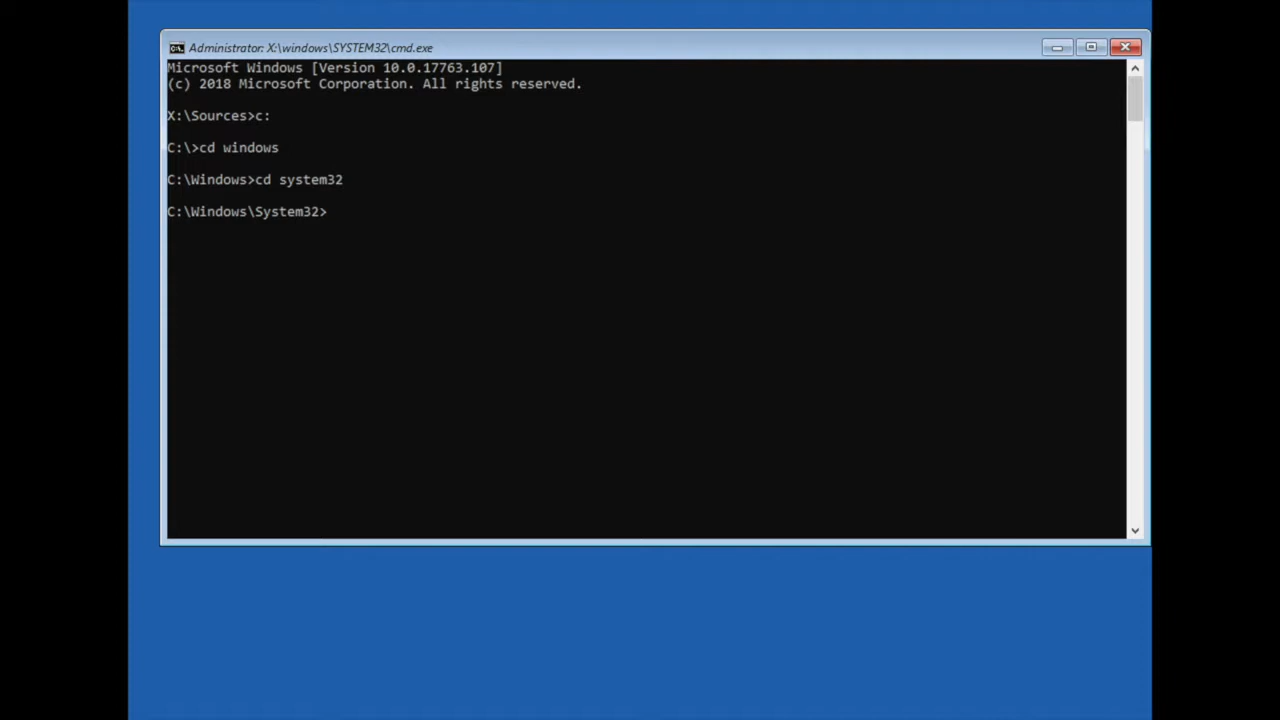 Administrator: X:\windows\SYSTEM32\cmd.exe
Microsoft Windows [Version 10.0.17763.107]
(c) 2018 Microsoft Corporation. All rights reserved.
X:\Sources>c:
C:\>cd windows
C:\Windows>cd system32
C:\Windows\System32>